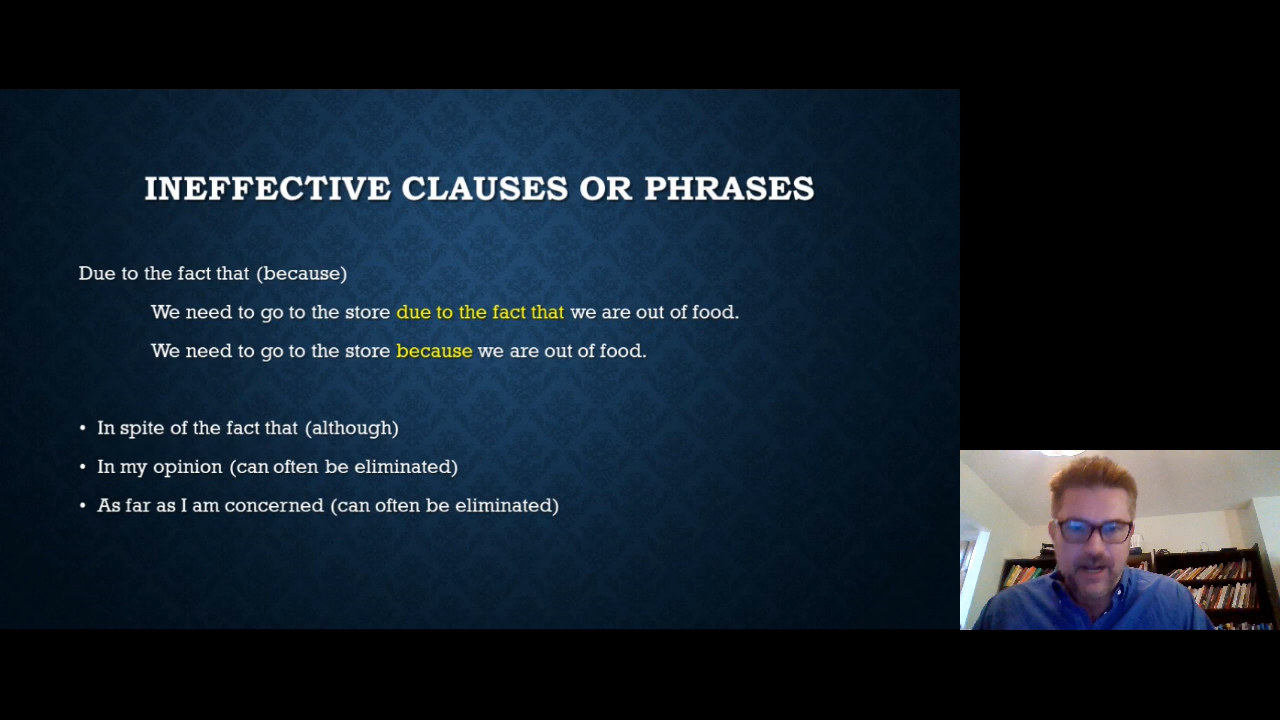 INEFFECTIVE CLAUSES OR PHRASES
Due to the fact that (because)
We need to go to the store due to the fact that we are out of food.
We need to go to the store because we are out of food.
• In spite of the fact that (although)
• In my opinion (can often be eliminated)
• As far as I am concerned (can often be eliminated)